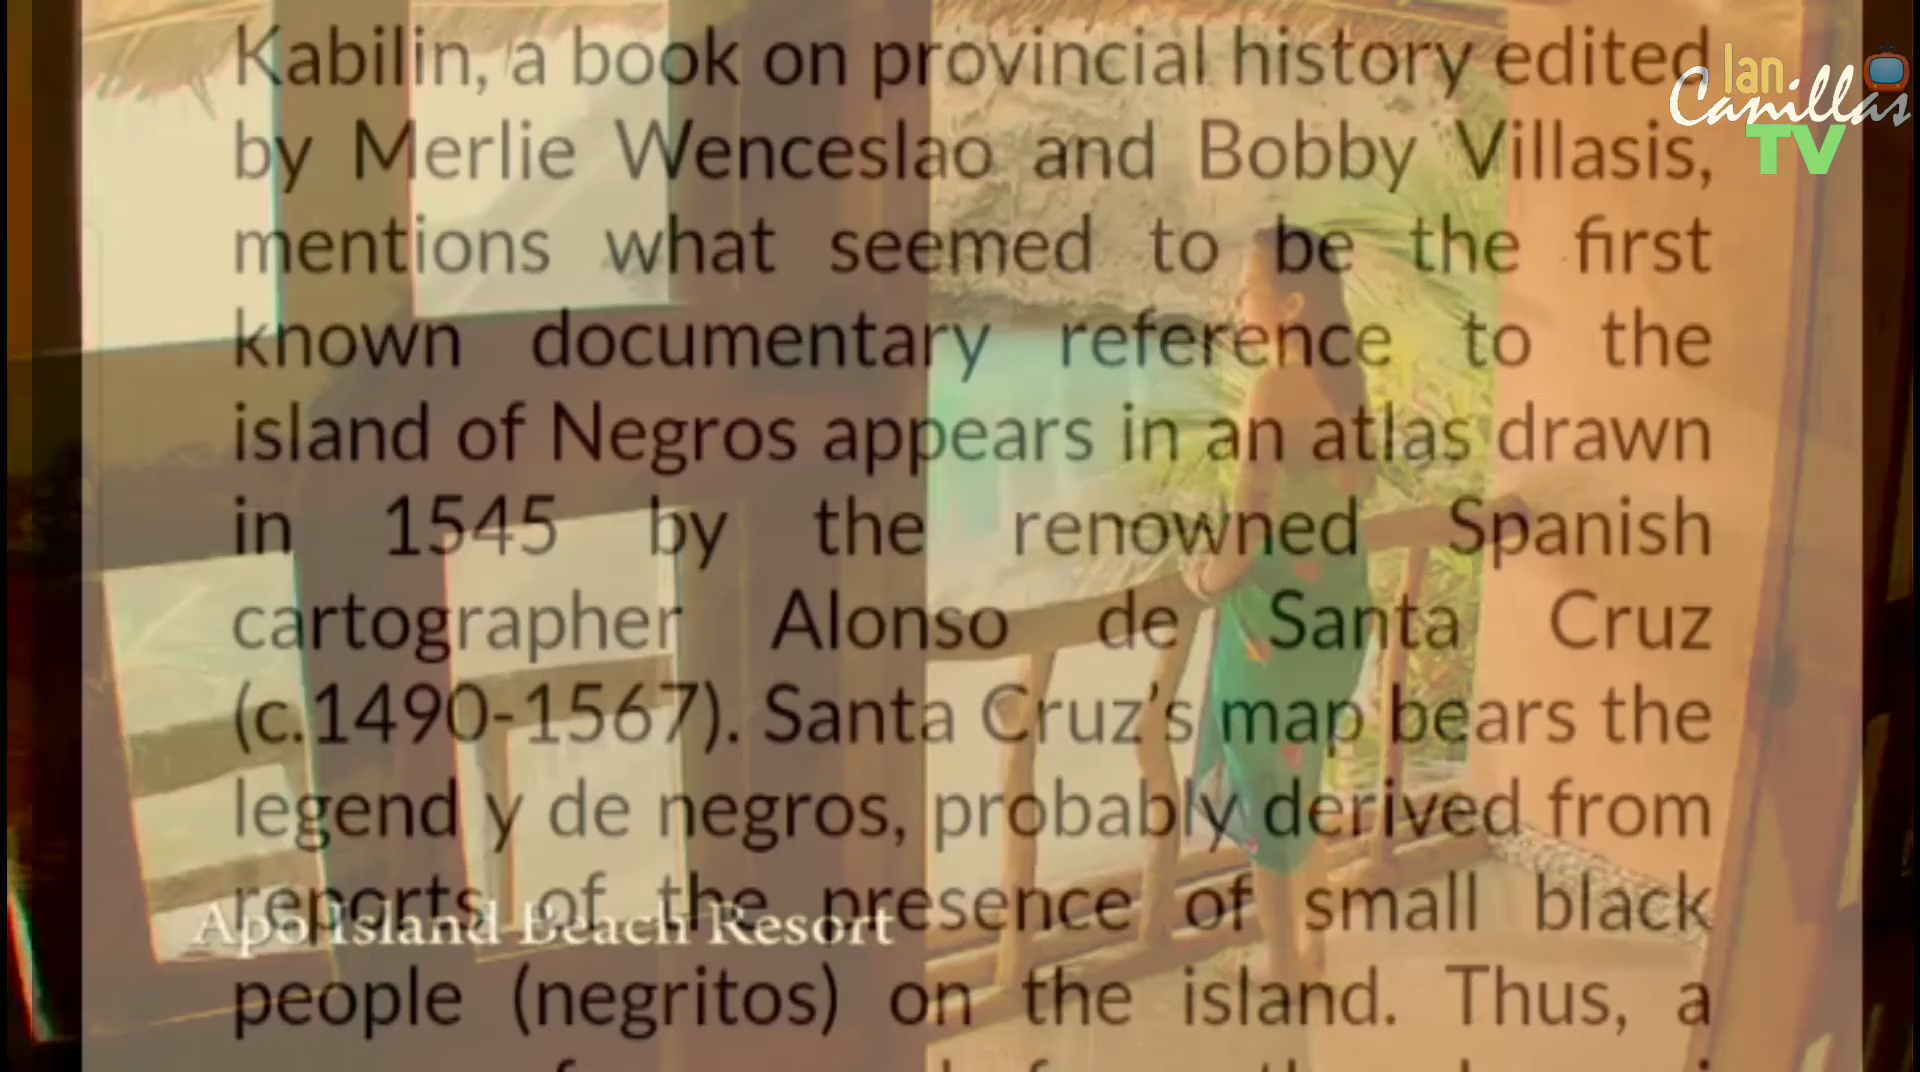 Kabilin, a book on provincial history edited
by Merlie Wenceslao and Bobby Villasis,
mentions what seemed to be the first
known documentary reference to the
island of Negros appears in an atlas drawn
in 1545 by the renowned Spanish
cartographer Alonso de Santa Cruz
(c.1490-1567). Santa Cruz’s map bears the
legend y de negros, probably derived from
reports of the presence of small black
people (negritos) on the island. Thus, a
Apo Island Beach Resort
Ian
Canillas
TV